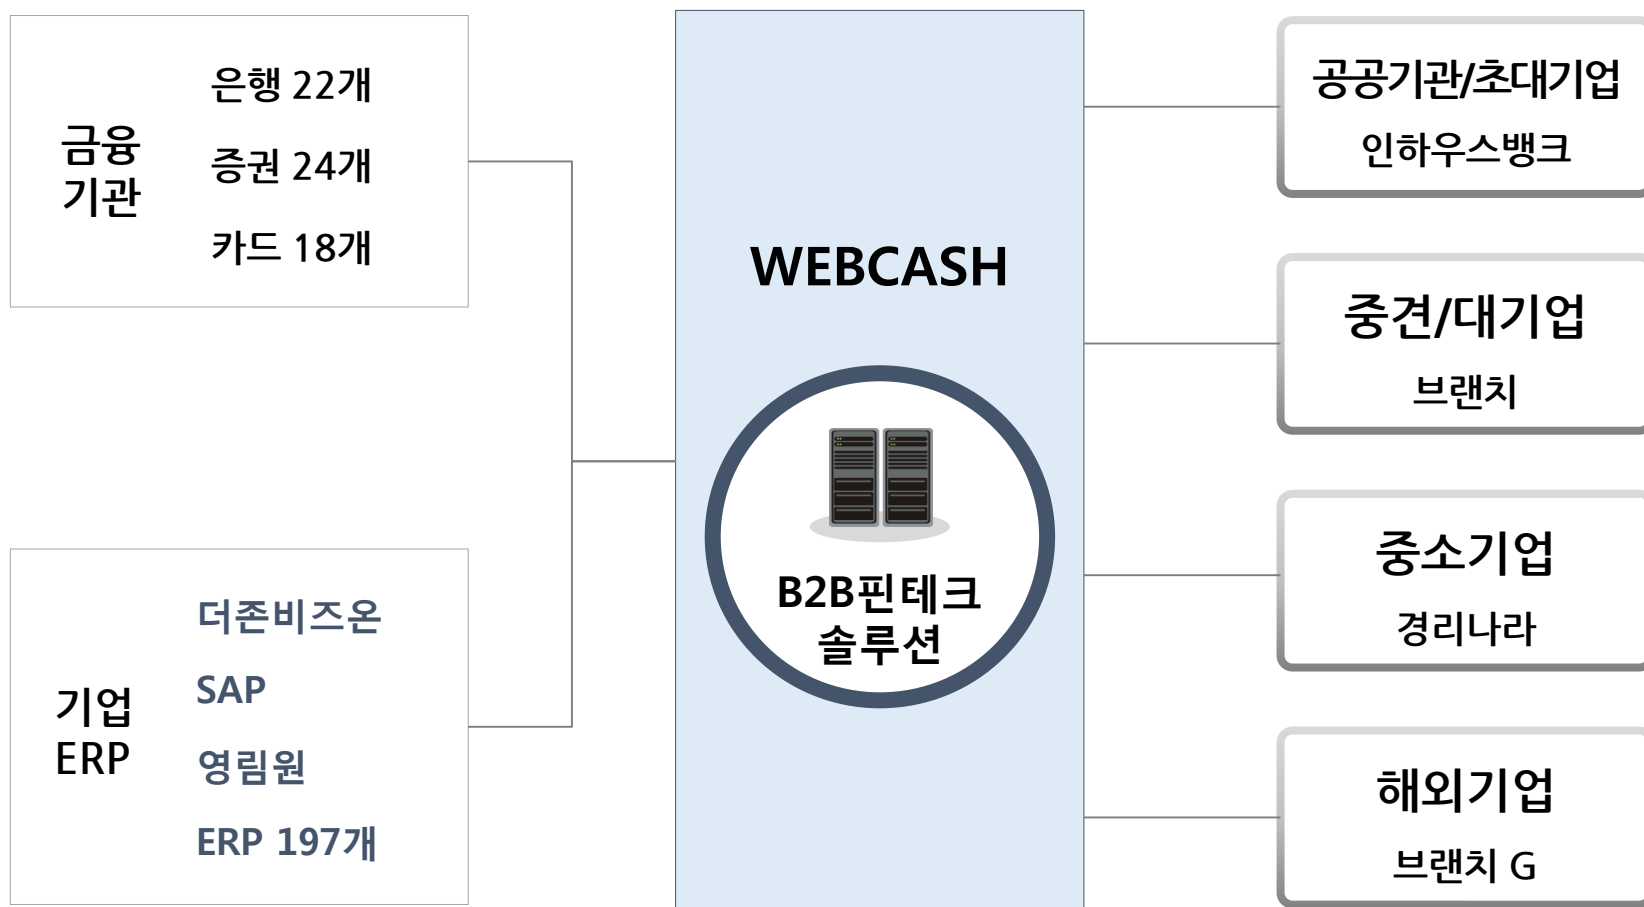 금융
기관
은행 22개
증권 24개
카드 18개
기업
ERP
더존비즈온
SAP
영림원
ERP 197개
WEBCASH
B2B핀테크
솔루션
공공기관/초대기업
인하우스뱅크
중견/대기업
브랜치
중소기업
경리나라
해외기업
브랜치 G